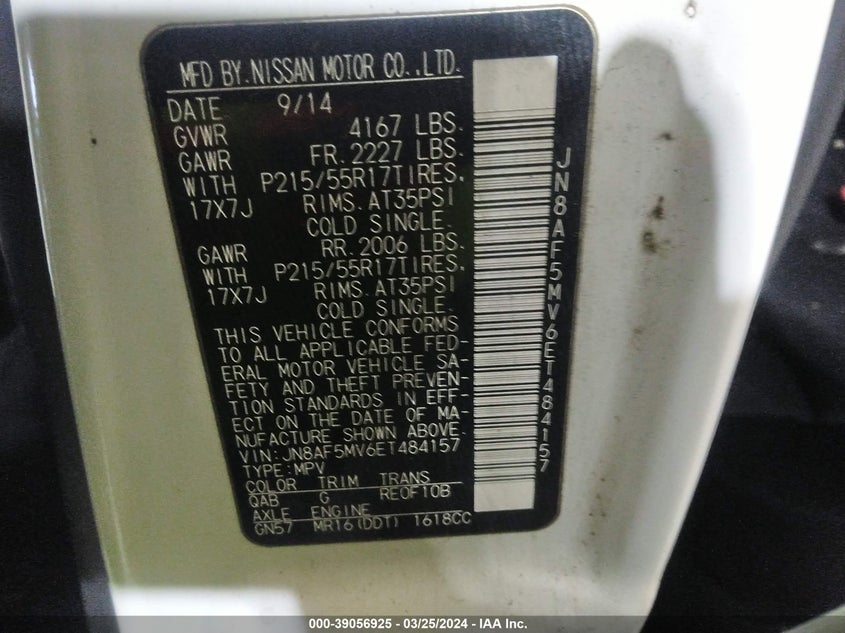 MFD BY.NISSAN MOTOR CO.,LTD.
DATE 9/14
GVWR 4167 LBS.
GAWR FR.2227 LBS.
WITH P215/55R17TIRES,
17X7J RIMS.AT35PSI
COLD SINGLE.
GAWR RR.2006 LBS.
WITH P215/55R17TIRES,
17X7J RIMS.AT35PSI
COLD SINGLE.
THIS VEHICLE CONFORMS
TO ALL APPLICABLE FED-
ERAL MOTOR VEHICLE SA-
FETY AND THEFT PREVEN-
TION STANDARDS IN EFF-
ECT ON THE DATE OF MA-
NUFACTURE SHOWN ABOVE.
VIN:JN8AF5MV6ET484157
TYPE:MPV
COLOR TRIM TRANS
QAB G RE0F10B
AXLE ENGINE
GN57 MR16(DDT) 1618CC
JN8AF5MV6ET484157
000-39056925 - 03/25/2024 - IAA Inc.